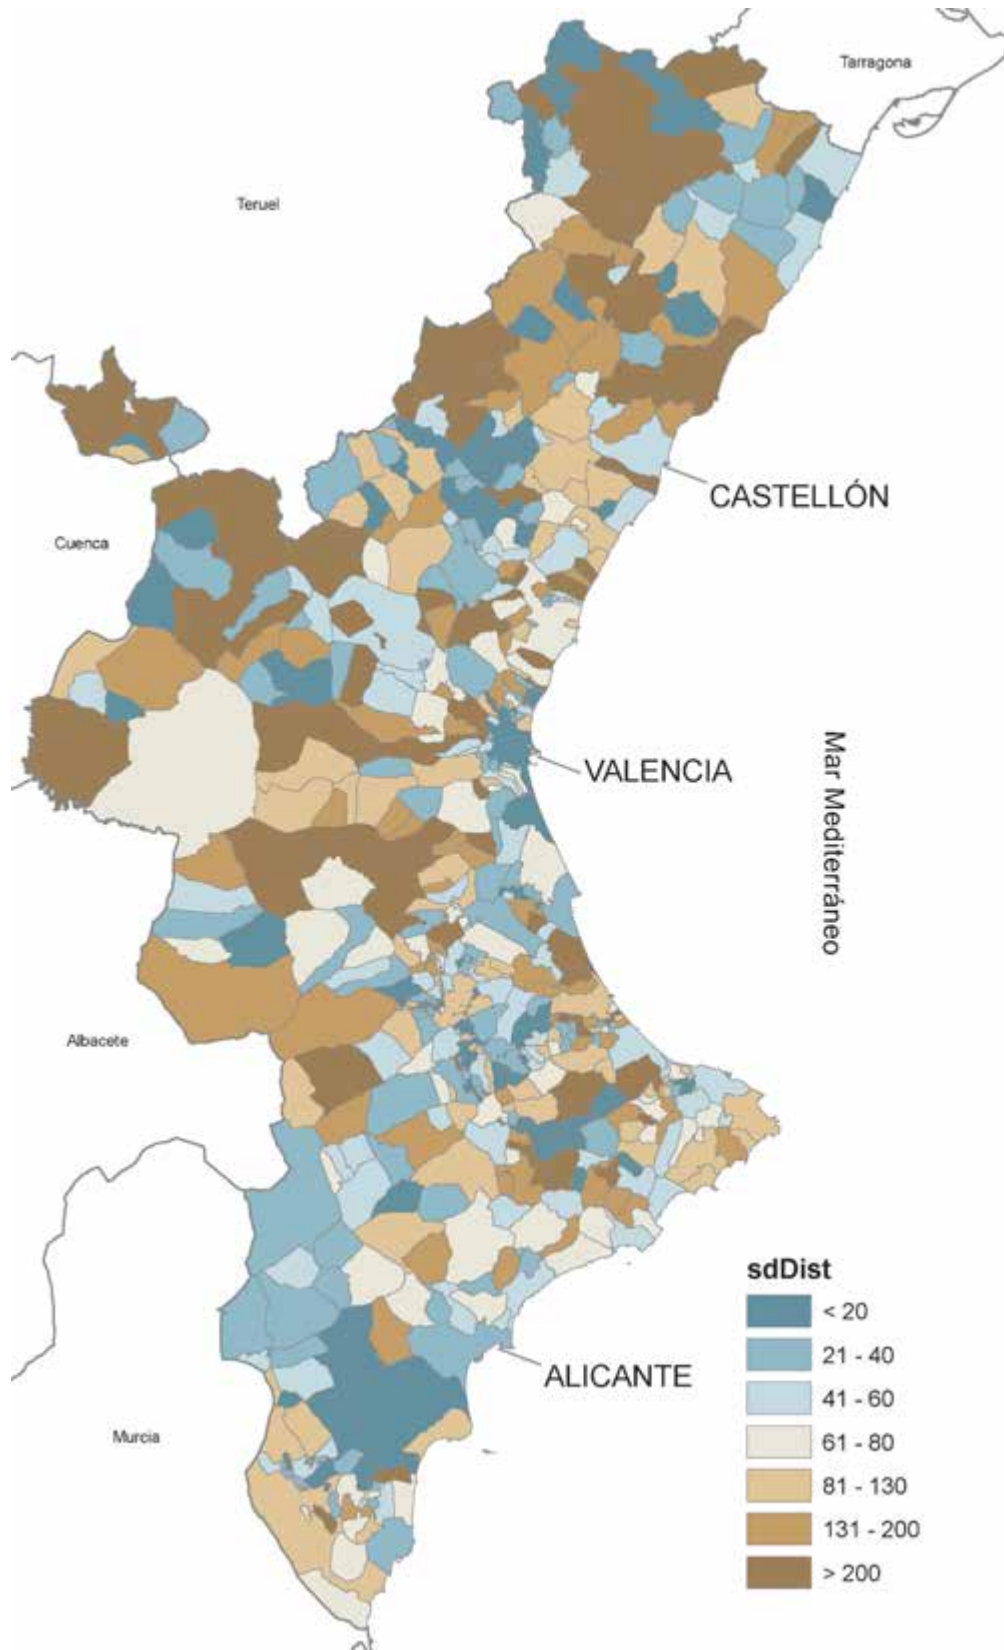 Tarragona
Teruel
CASTELLÓN
Cuenca
VALENCIA
Mar Mediterráneo
Albacete
sdDist
< 20
21 - 40
41 - 60
61 - 80
81 - 130
131 - 200
> 200
ALICANTE
Murcia